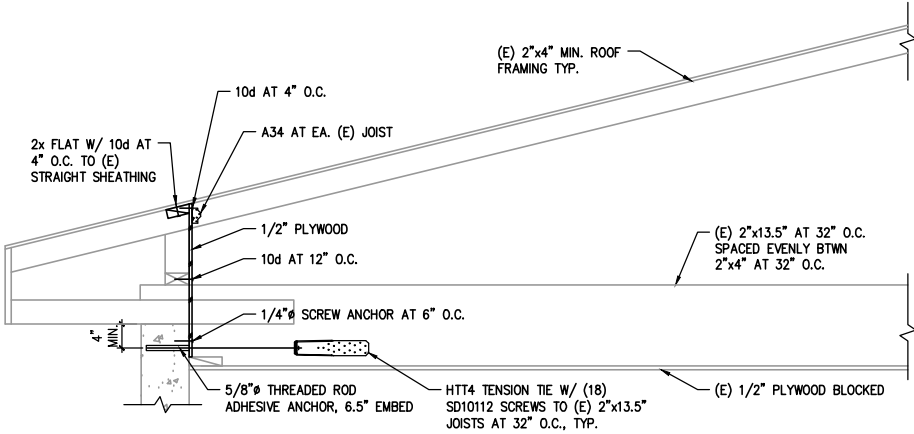 (E) 2"x4" MIN. ROOF
FRAMING TYP.
10d AT 4" O.C.
A34 AT EA. (E) JOIST
2x FLAT W/ 10d AT
4" O.C. TO (E)
STRAIGHT SHEATHING
1/2" PLYWOOD
10d AT 12" O.C.
(E) 2"x13.5" AT 32" O.C.
SPACED EVENLY BTWN
2"x4" AT 32" O.C.
1/4"ø SCREW ANCHOR AT 6" O.C.
4"
MIN.
5/8"ø THREADED ROD
ADHESIVE ANCHOR, 6.5" EMBED
HTT4 TENSION TIE W/ (18)
SD10112 SCREWS TO (E) 2"x13.5"
JOISTS AT 32" O.C., TYP.
(E) 1/2" PLYWOOD BLOCKED